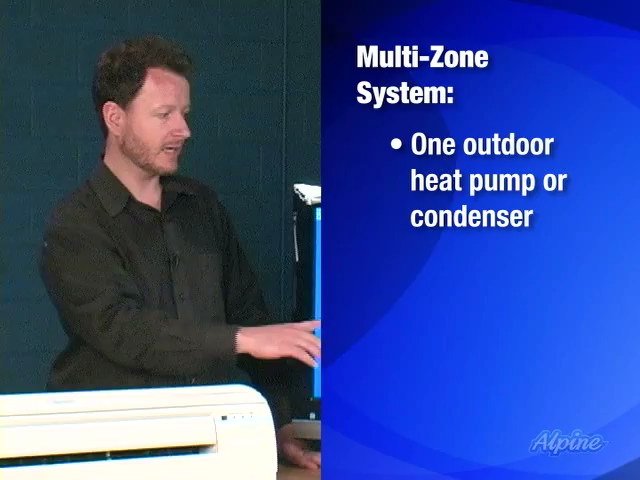 Multi-Zone
System:
• One outdoor
heat pump or
condenser
Alpine